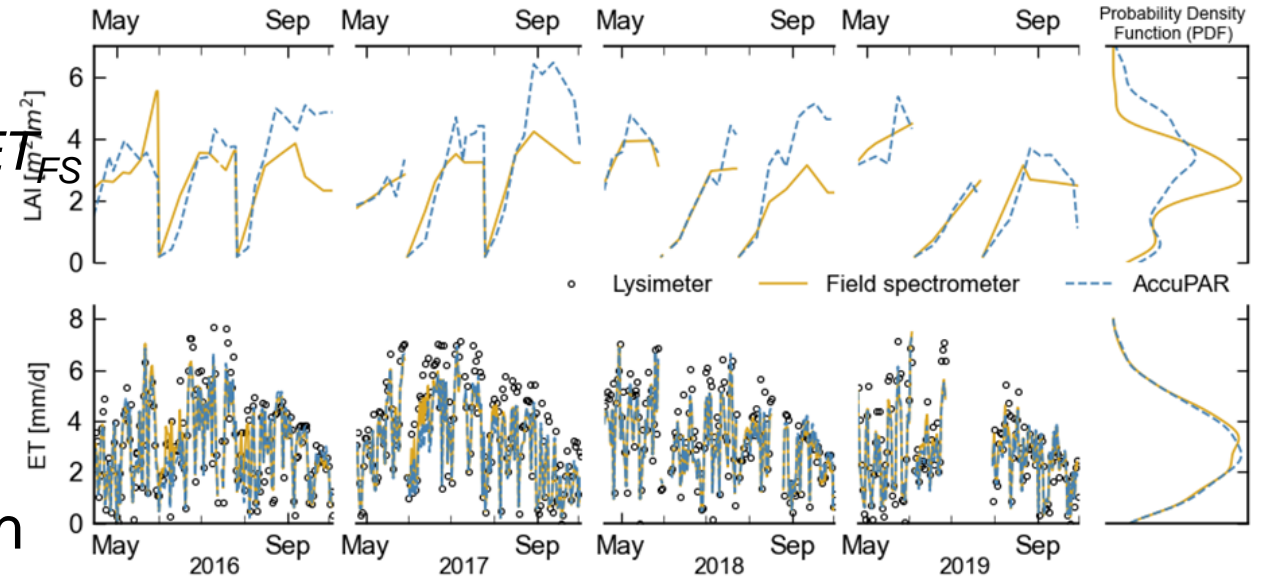 May Sep May Sep May Sep May Sep
Probability Density
Function (PDF)
6
4
2
0
LAI [m²/m²]
ET_FS
Lysimeter Field spectrometer AccuPAR
8
6
4
2
0
ET [mm/d]
n
May Sep May Sep May Sep May Sep
2016 2017 2018 2019